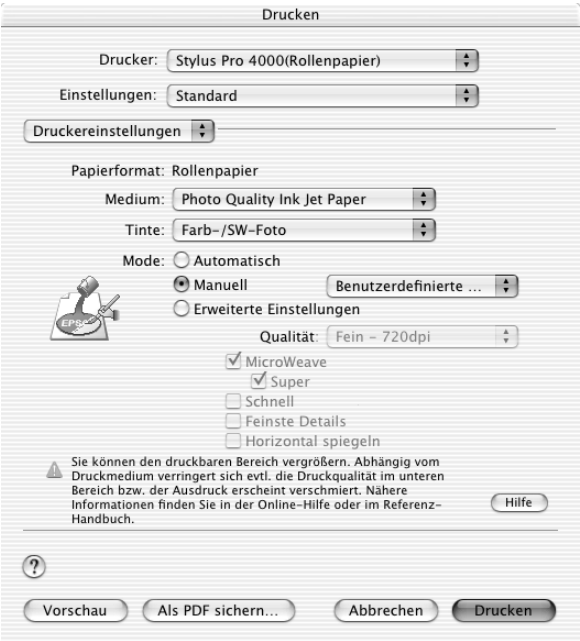 Drucken
Drucker: Stylus Pro 4000(Rollenpapier)
Einstellungen: Standard
Druckereinstellungen
Papierformat: Rollenpapier
Medium: Photo Quality Ink Jet Paper
Tinte: Farb-/SW-Foto
Mode: Automatisch
Manuell Benutzerdefinierte ...
Erweiterte Einstellungen
EPSO
Qualität: Fein - 720dpi
MicroWeave
Super
Schnell
Feinste Details
Horizontal spiegeln
Sie können den druckbaren Bereich vergrößern. Abhängig vom
Druckmedium verringert sich evtl. die Druckqualität im unteren
Bereich bzw. der Ausdruck erscheint verschmiert. Nähere
Informationen finden Sie in der Online-Hilfe oder im Referenz-
Handbuch.
Hilfe
?
Vorschau Als PDF sichern... Abbrechen Drucken